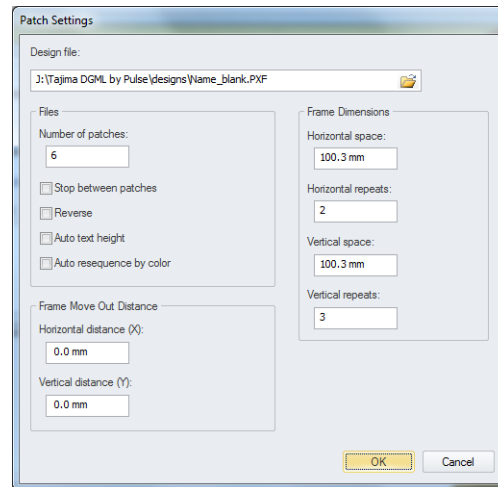 Patch Settings
Design file:
J:\Tajima DGML by Pulse\designs\Name_blank.PXF
Files
Number of patches:
6
Stop between patches
Reverse
Auto text height
Auto resequence by color
Frame Move Out Distance
Horizontal distance (X):
0.0 mm
Vertical distance (Y):
0.0 mm
Frame Dimensions
Horizontal space:
100.3 mm
Horizontal repeats:
2
Vertical space:
100.3 mm
Vertical repeats:
3
OK
Cancel